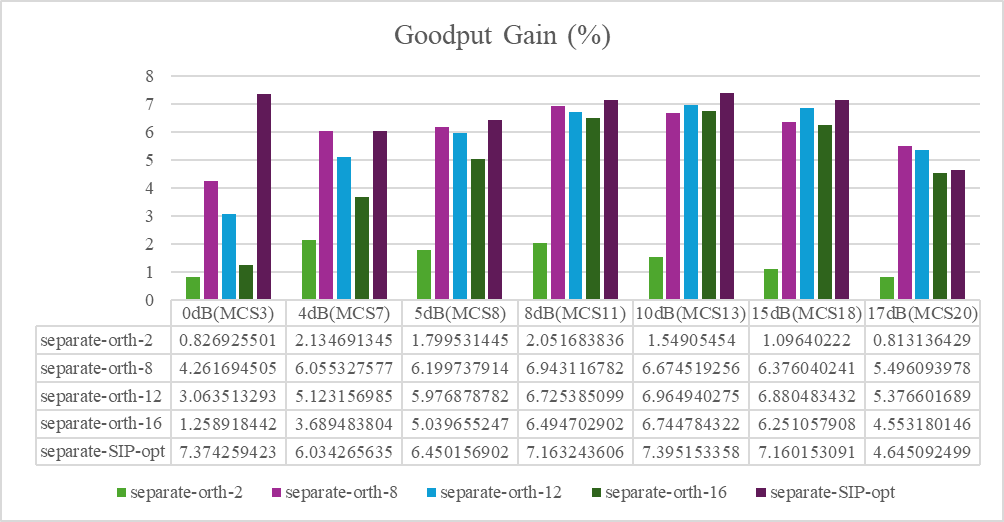 Goodput Gain (%)
8
7
6
5
4
3
2
1
0
0dB(MCS3) 4dB(MCS7) 5dB(MCS8) 8dB(MCS11) 10dB(MCS13) 15dB(MCS18) 17dB(MCS20)
separate-orth-2 0.826925501 2.134691345 1.799531445 2.051683836 1.54905454 1.09640222 0.813136429
separate-orth-8 4.261694505 6.055327577 6.199737914 6.943116782 6.674519256 6.376040241 5.496093978
separate-orth-12 3.063513293 5.123156985 5.976878782 6.725385099 6.964940275 6.880483432 5.376601689
separate-orth-16 1.258918442 3.689483804 5.039655247 6.494702902 6.744784322 6.251057908 4.553180146
separate-SIP-opt 7.374259423 6.034265635 6.450156902 7.163243606 7.395153358 7.160153091 4.645092499
separate-orth-2 separate-orth-8 separate-orth-12 separate-orth-16 separate-SIP-opt